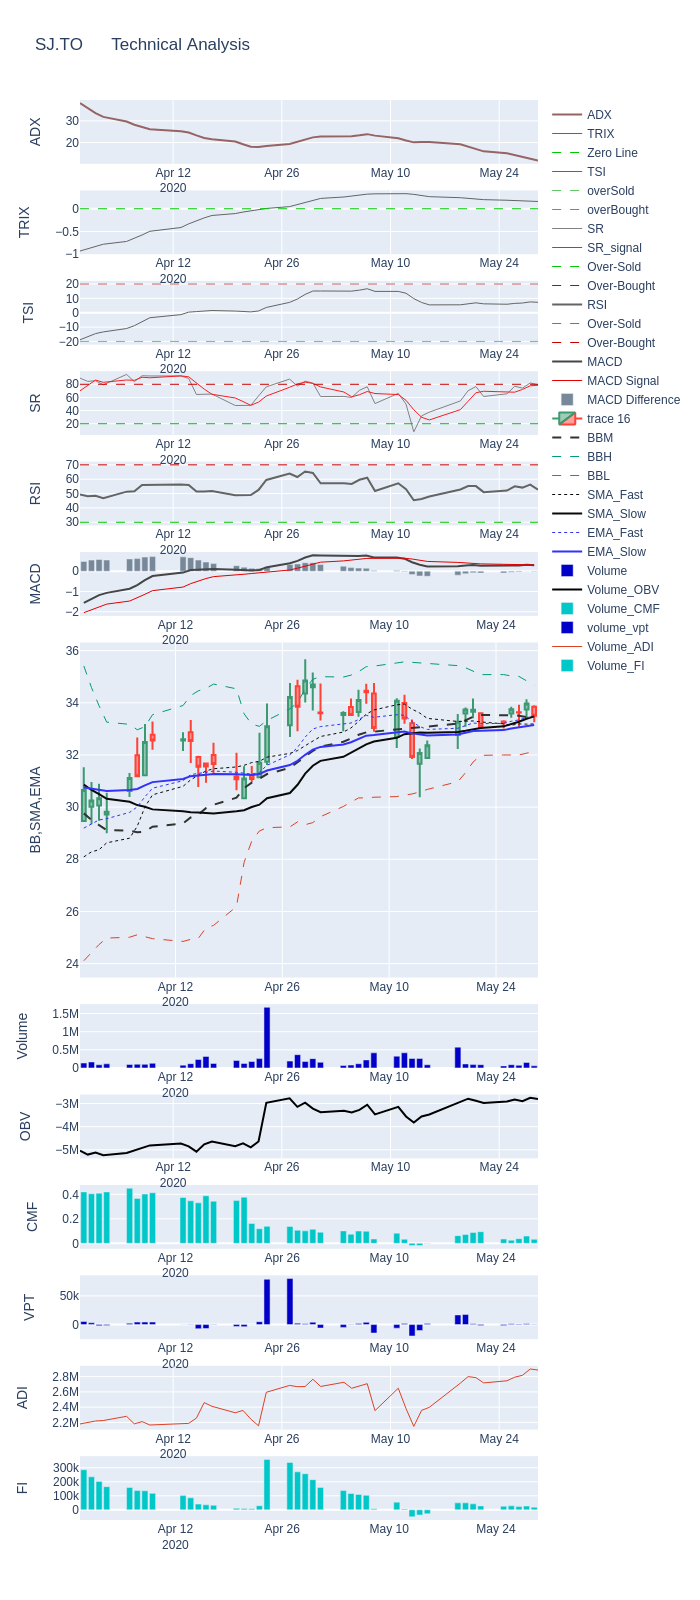 SJ.TO Technical Analysis
ADX
30
20
Apr 12
2020
Apr 26
May 10
May 24
TRIX
0
−0.5
−1
Apr 12
2020
Apr 26
May 10
May 24
TSI
20
10
0
−10
−20
Apr 12
2020
Apr 26
May 10
May 24
SR
80
60
40
20
Apr 12
2020
Apr 26
May 10
May 24
RSI
70
60
50
40
30
Apr 12
2020
Apr 26
May 10
May 24
MACD
0
−1
−2
Apr 12
2020
Apr 26
May 10
May 24
BB,SMA,EMA
36
34
32
30
28
26
24
Apr 12
2020
Apr 26
May 10
May 24
Volume
1.5M
1M
0.5M
0
Apr 12
2020
Apr 26
May 10
May 24
OBV
−3M
−4M
−5M
Apr 12
2020
Apr 26
May 10
May 24
CMF
0.4
0.2
0
Apr 12
2020
Apr 26
May 10
May 24
VPT
50k
0
Apr 12
2020
Apr 26
May 10
May 24
ADI
2.8M
2.6M
2.4M
2.2M
Apr 12
2020
Apr 26
May 10
May 24
FI
300k
200k
100k
0
Apr 12
2020
Apr 26
May 10
May 24
ADX
TRIX
Zero Line
TSI
overSold
overBought
SR
SR_signal
Over-Sold
Over-Bought
RSI
Over-Sold
Over-Bought
MACD
MACD Signal
MACD Difference
trace 16
BBM
BBH
BBL
SMA_Fast
SMA_Slow
EMA_Fast
EMA_Slow
Volume
Volume_OBV
Volume_CMF
volume_vpt
Volume_ADI
Volume_FI